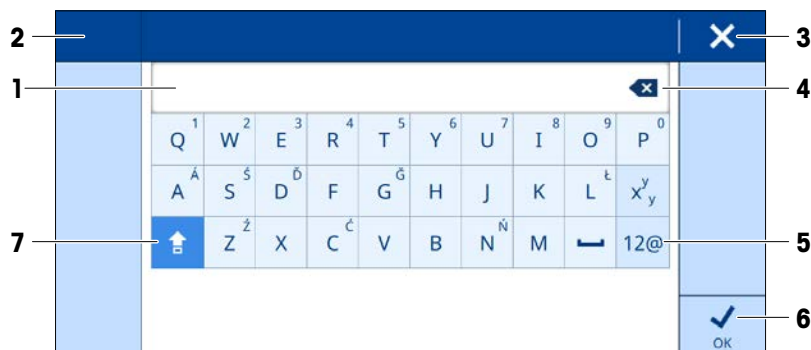 2 3
1 4
Q 1 W 2 E 3 R 4 T 5 Y 6 U 7 I 8 O 9 P 0
A Á S Ś D Ď F G Ğ H J K L Ł x y y
7 Z Ź X C Ć V B N Ń M 12@ 5
6
OK